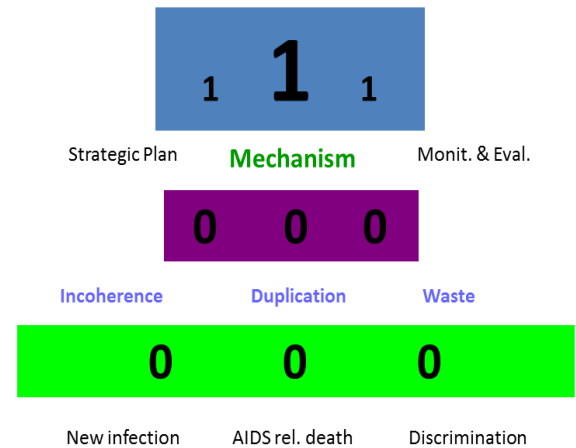 1 1 1
Strategic Plan Mechanism Monit. & Eval.
0 0 0
Incoherence Duplication Waste
0 0 0
New infection AIDS rel. death Discrimination